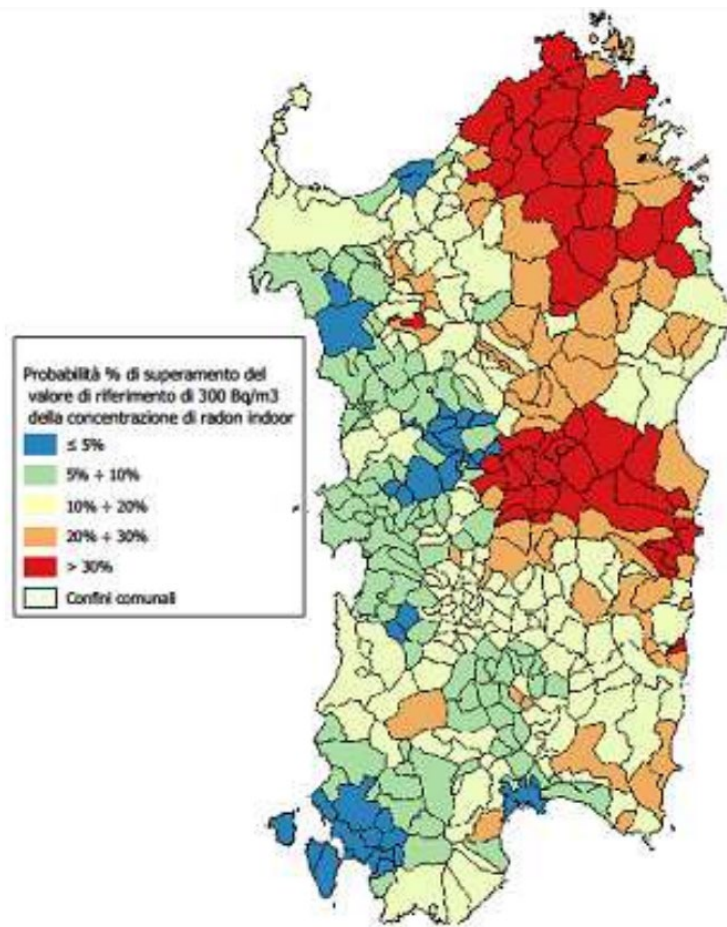 Probabilità % di superamento del
valore di riferimento di 300 Bq/m3
della concentrazione di radon indoor
≤ 5%
5% ÷ 10%
10% ÷ 20%
20% ÷ 30%
> 30%
Confini comunali